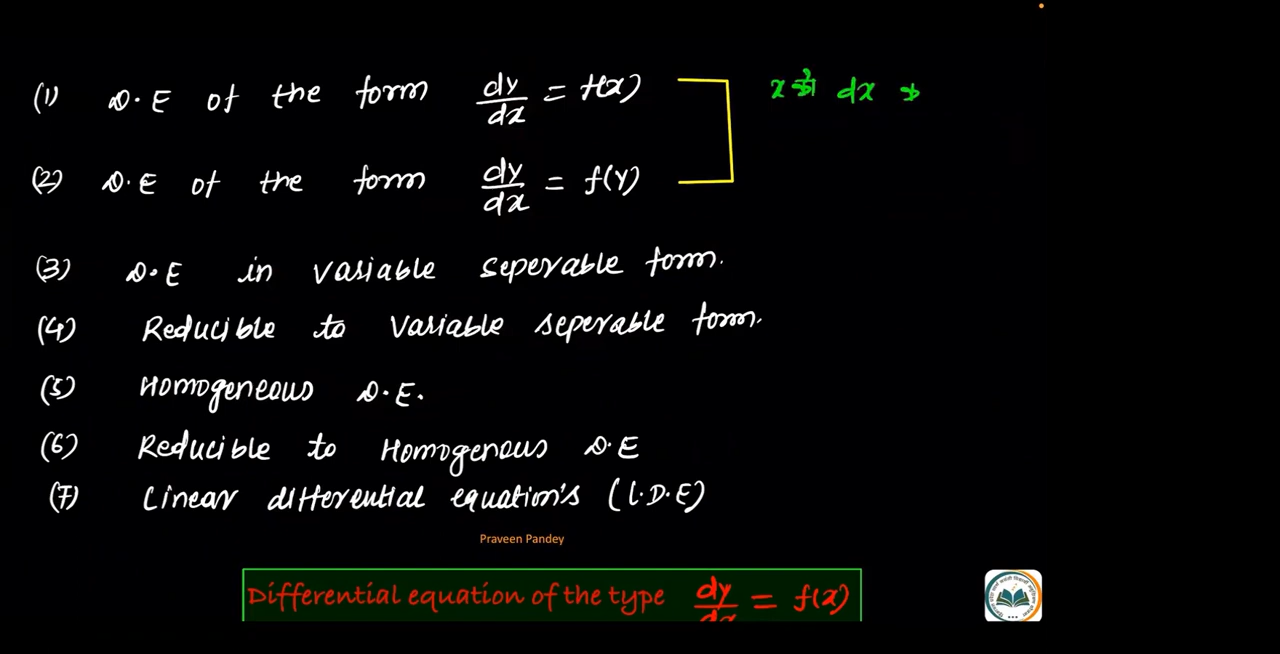 (1) D.E of the form dy/dx = f(x)
x को dx
(2) D.E of the form dy/dx = f(y)
(3) D.E in variable seperable form.
(4) Reducible to variable seperable form.
(5) Homogeneous D.E.
(6) Reducible to Homogenous D.E
(7) Linear differential equation's (L.D.E)
Praveen Pandey
Differential equation of the type dy/dx = f(x)